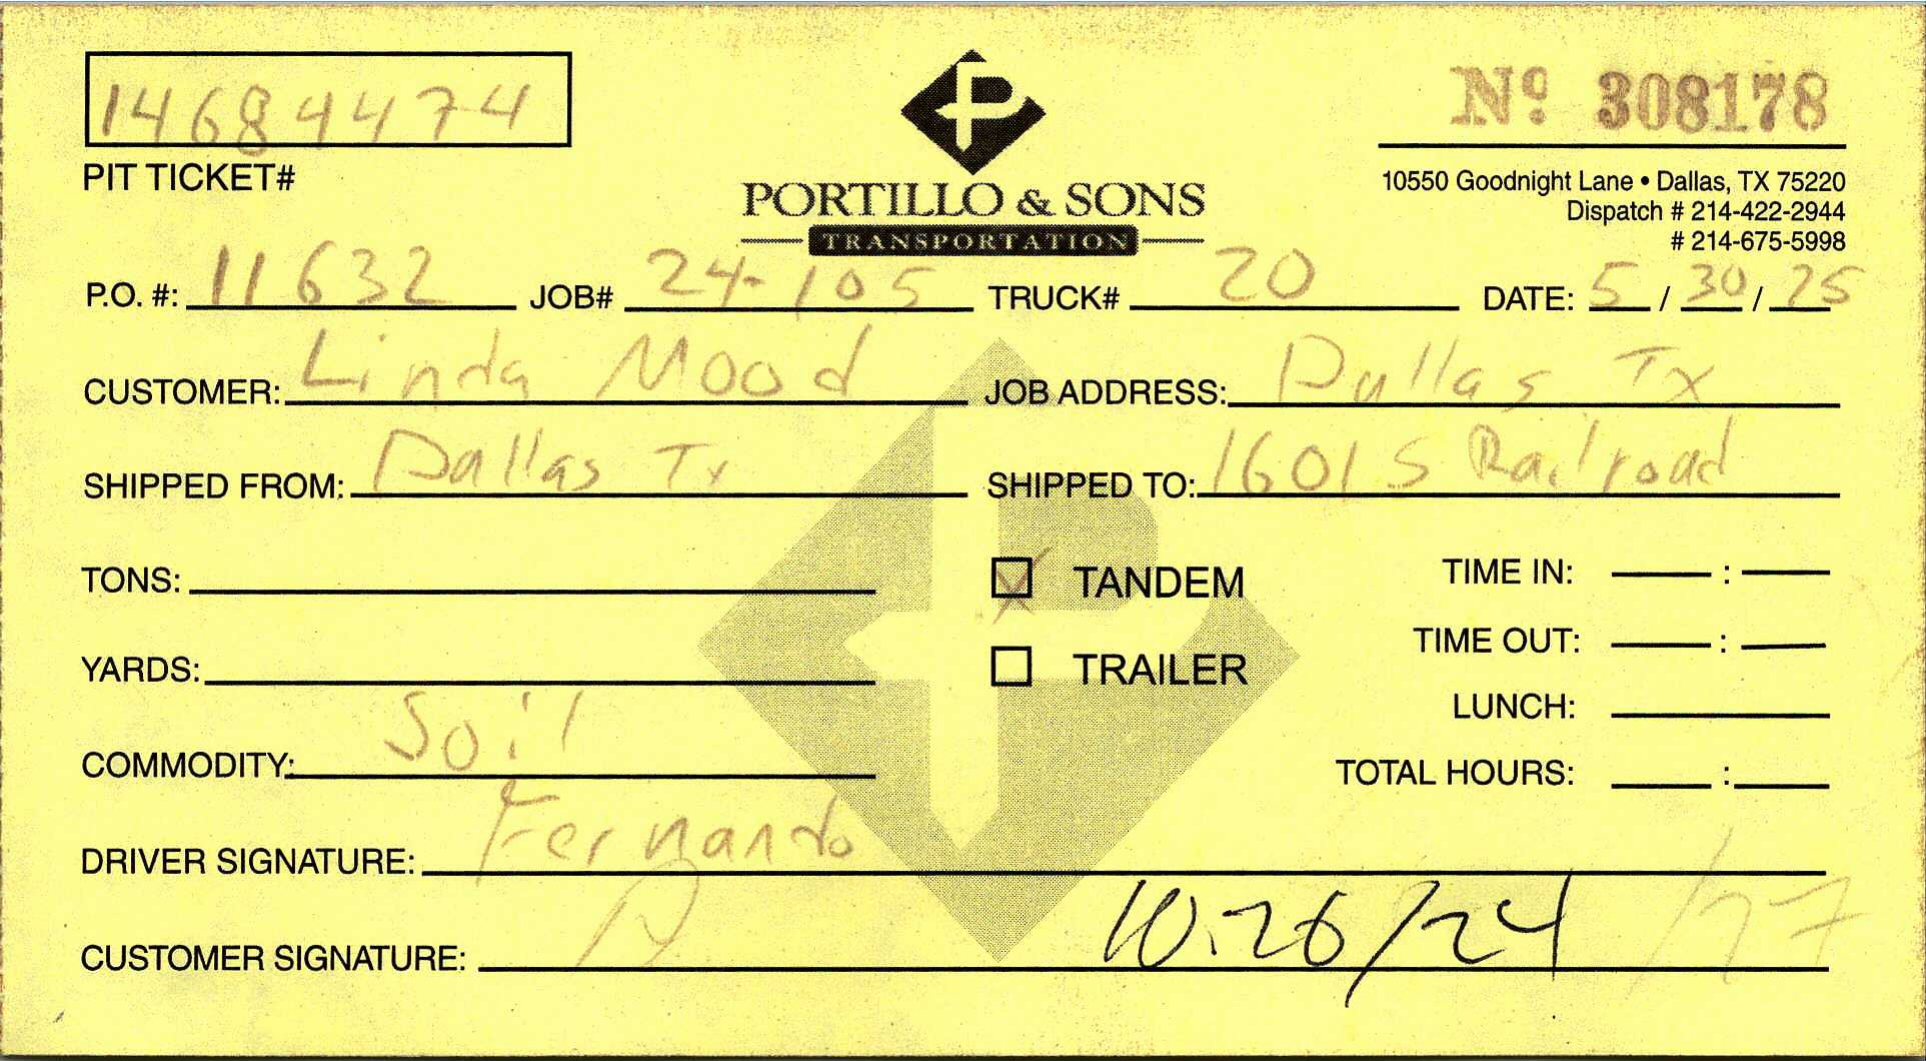 14684474
PIT TICKET#
PORTILLO & SONS
TRANSPORTATION
Nº 308178
10550 Goodnight Lane • Dallas, TX 75220
Dispatch # 214-422-2944
# 214-675-5998
P.O. #: 11632 JOB# 24-105 TRUCK# 20 DATE: 5/30/25
CUSTOMER: Linda Mood JOB ADDRESS: Dallas Tx
SHIPPED FROM: Dallas Tx SHIPPED TO: 1601 S Railroad
TONS: TANDEM TIME IN: :
YARDS: TRAILER TIME OUT: :
LUNCH:
COMMODITY: Soil TOTAL HOURS: :
DRIVER SIGNATURE: Fernando
CUSTOMER SIGNATURE: 10.26/24